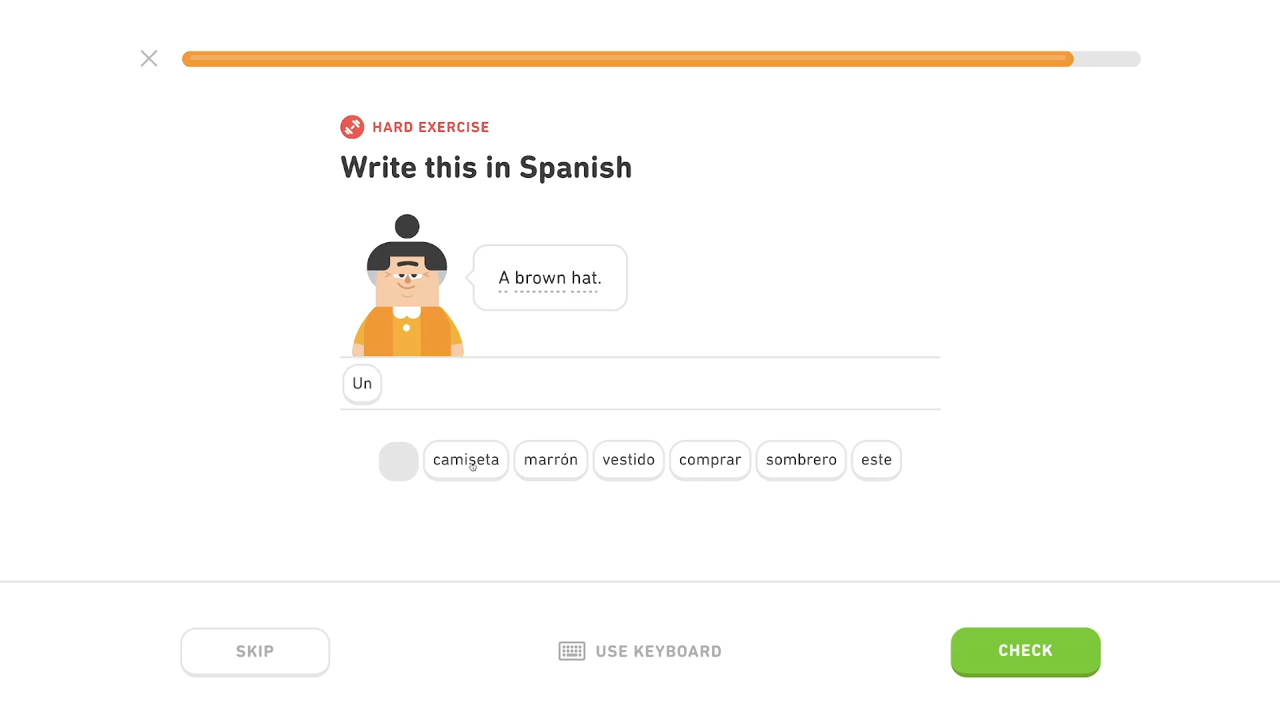 HARD EXERCISE
Write this in Spanish
A brown hat.
Un
camiseta marrón vestido comprar sombrero este
SKIP USE KEYBOARD CHECK